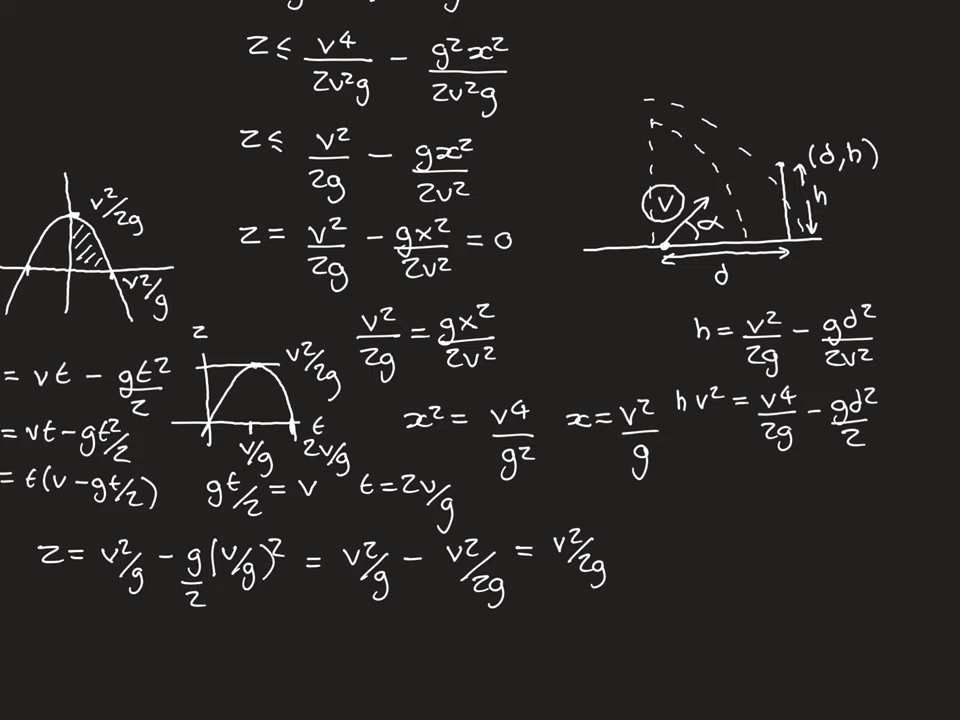 z ≤ v⁴/2v²g − g²x²/2v²g
z ≤ v²/2g − gx²/2v²
z = v²/2g − gx²/2v² = 0
v²/2g = gx²/2v²
x² = v⁴/g² x = v²/g
v²/2g
v²/g
= vt − gt²/2
= vt − gt²/2
= t(v − gt/2)
z
v²/2g
t
v/g
2v/g
gt/2 = v t = 2v/g
z = v²/g − g/2 (v/g)² = v²/g − v²/2g = v²/2g
(d,h)
h
v
α
d
h = v²/2g − gd²/2v²
hv² = v⁴/2g − gd²/2